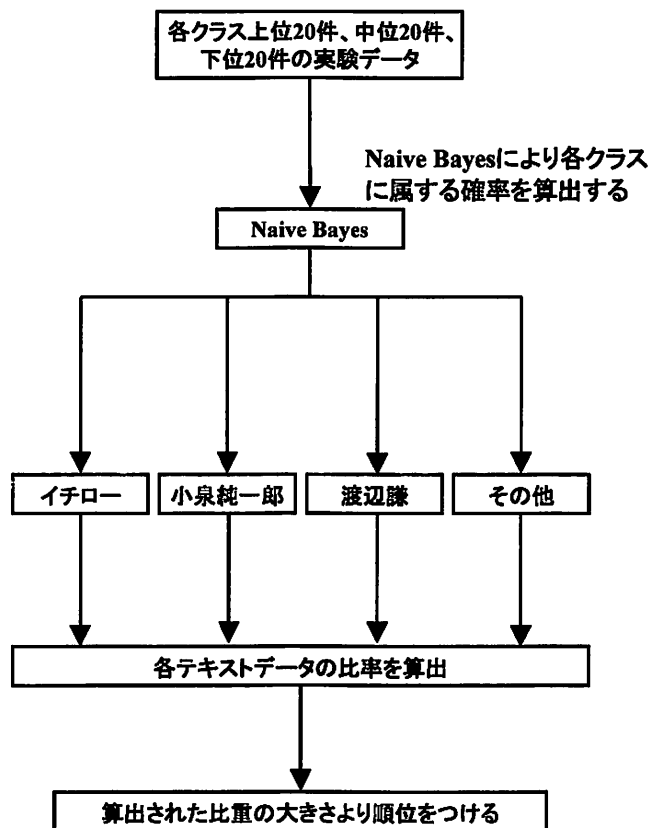 各クラス上位20件、中位20件、
下位20件の実験データ
Naive Bayesにより各クラス
に属する確率を算出する
Naive Bayes
イチロー
小泉純一郎
渡辺謙
その他
各テキストデータの比率を算出
算出された比重の大きさより順位をつける